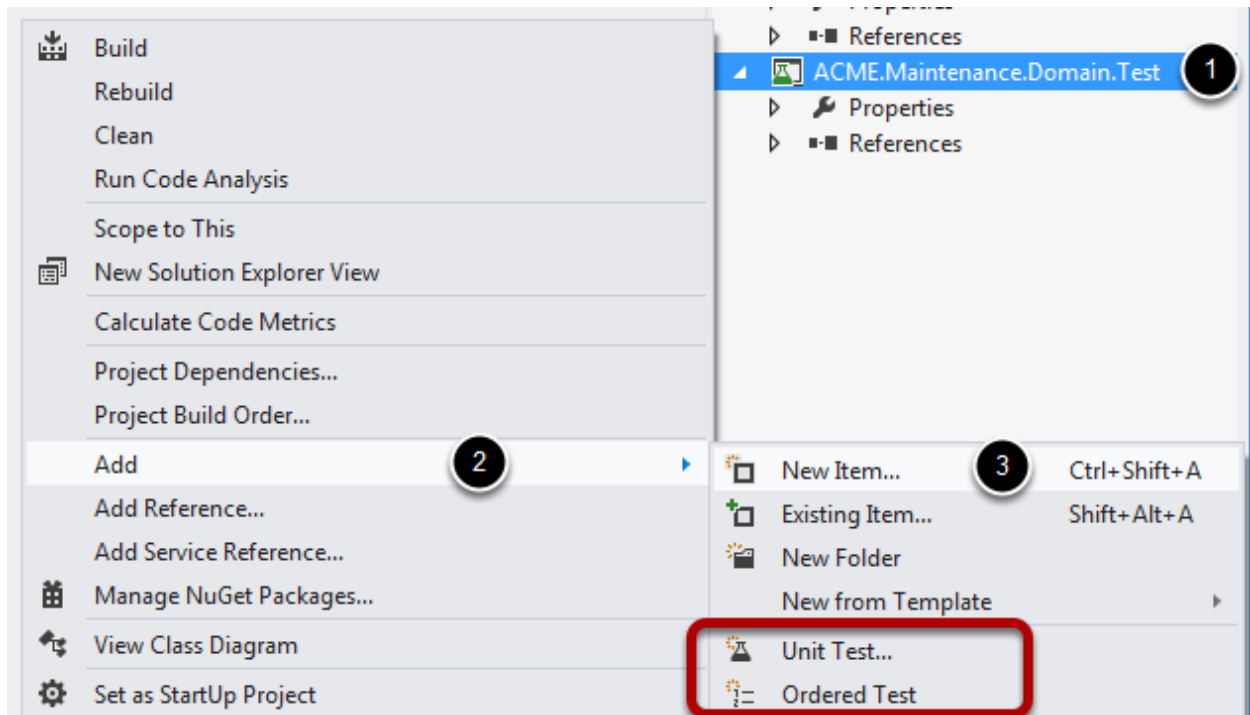 Properties
References
ACME.Maintenance.Domain.Test 1
Properties
References
Build
Rebuild
Clean
Run Code Analysis
Scope to This
New Solution Explorer View
Calculate Code Metrics
Project Dependencies...
Project Build Order...
Add 2
Add Reference...
Add Service Reference...
Manage NuGet Packages...
View Class Diagram
Set as StartUp Project
New Item... 3 Ctrl+Shift+A
Existing Item... Shift+Alt+A
New Folder
New from Template
Unit Test...
Ordered Test